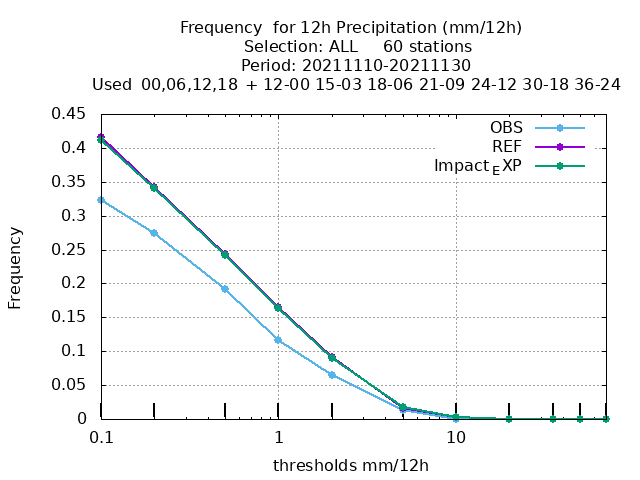 Frequency  for 12h Precipitation (mm/12h)
Selection: ALL     60 stations
Period: 20211110-20211130
Used  00,06,12,18  + 12-00 15-03 18-06 21-09 24-12 30-18 36-24
OBS
REF
Impact_EXP
Frequency
0.45
0.4
0.35
0.3
0.25
0.2
0.15
0.1
0.05
0
0.1
1
10
thresholds mm/12h